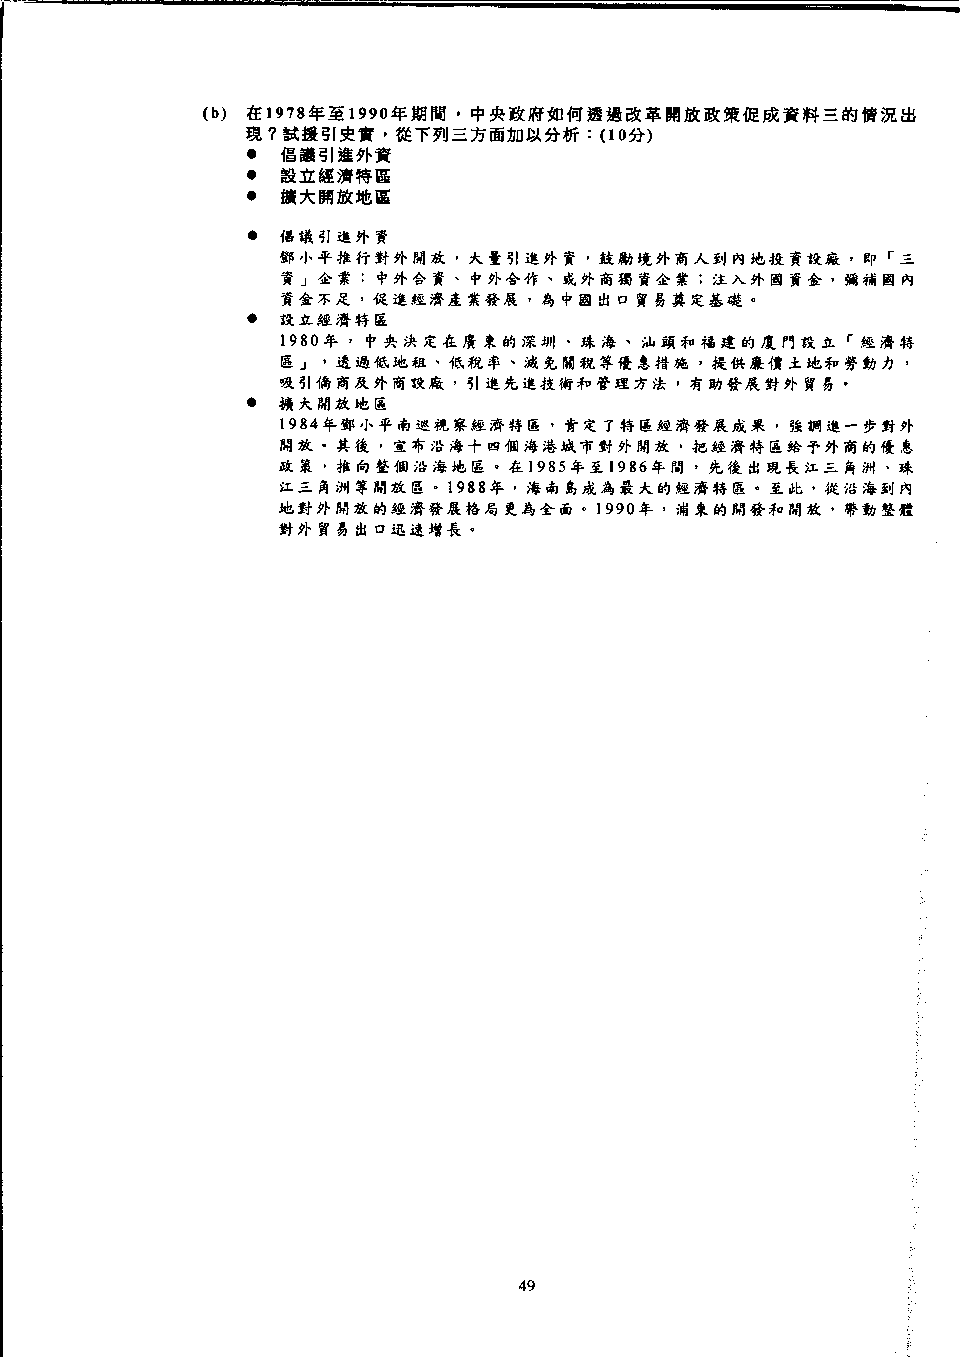 (b) 在1978年至1990年期間，中央政府如何透過改革開放政策促成資料三的情況出
現？試援引史實，從下列三方面加以分析：(10分)
● 倡議引進外資
● 設立經濟特區
● 擴大開放地區
● 倡議引進外資
鄧小平推行對外開放，大量引進外資，鼓勵境外商人到內地投資設廠，即「三
資」企業：中外合資、中外合作、或外商獨資企業；注入外國資金，彌補國內
資金不足，促進經濟產業發展，為中國出口貿易奠定基礎。
● 設立經濟特區
1980年，中央決定在廣東的深圳、珠海、汕頭和福建的廈門設立「經濟特
區」，透過低地租、低稅率、減免關稅等優惠措施，提供廉價土地和勞動力，
吸引僑商及外商設廠，引進先進技術和管理方法，有助發展對外貿易。
● 擴大開放地區
1984年鄧小平南巡視察經濟特區，肯定了特區經濟發展成果，強調進一步對外
開放。其後，宣布沿海十四個海港城市對外開放，把經濟特區給予外商的優惠
政策，推向整個沿海地區。在1985年至1986年間，先後出現長江三角洲、珠
江三角洲等開放區。1988年，海南島成為最大的經濟特區。至此，從沿海到內
地對外開放的經濟發展格局更為全面。1990年，浦東的開發和開放，帶動整體
對外貿易出口迅速增長。
49